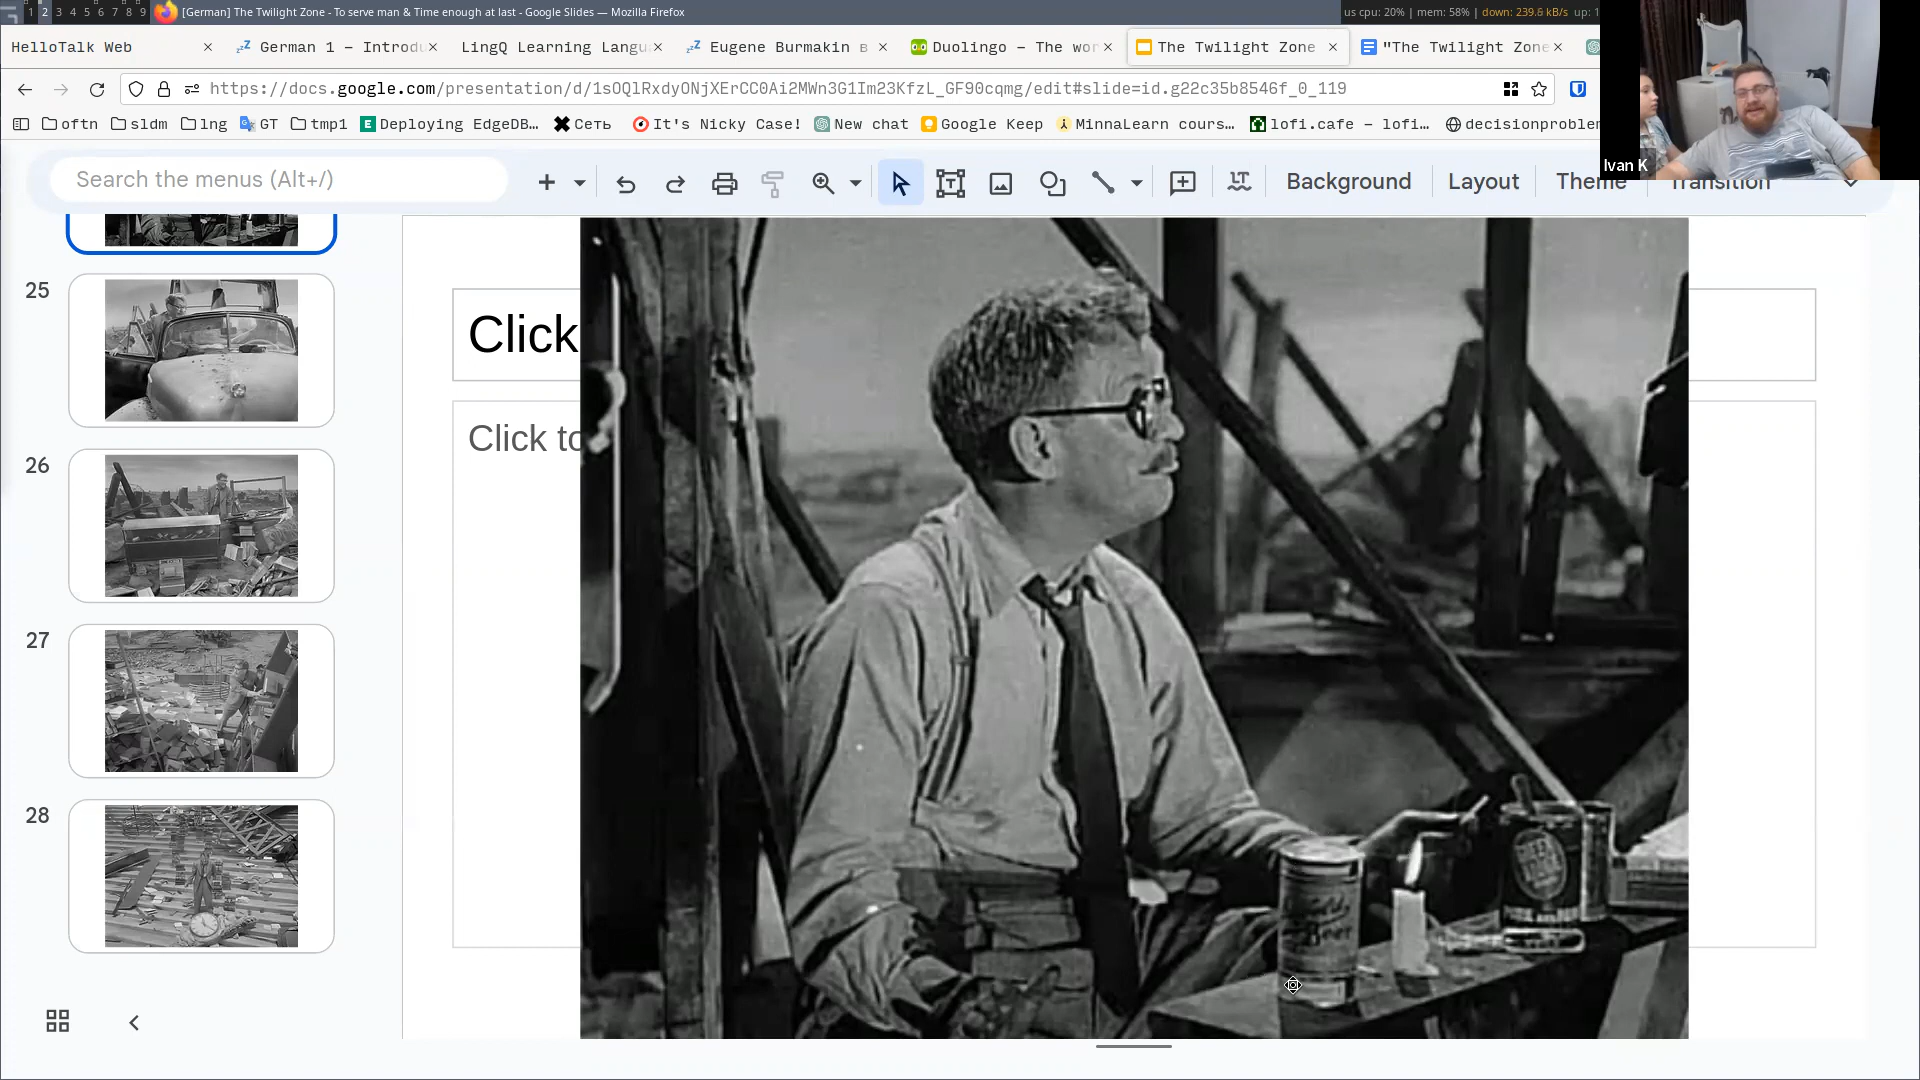 1 2 3 4 5 6 7 8 9
[German] The Twilight Zone - To serve man & Time enough at last - Google Slides — Mozilla Firefox
us cpu: 20% | mem: 58% | down: 239.6 kB/s up: 1
HelloTalk Web
German 1 – Introdu
LingQ Learning Langu
Eugene Burmakin в
Duolingo – The wor
The Twilight Zone
"The Twilight Zone
https://docs.google.com/presentation/d/1sOQlRxdyONjXErCC0Ai2MWn3G1Im23KfzL_GF90cqmg/edit#slide=id.g22c35b8546f_0_119
oftn
sldm
lng
GT
tmp1
Deploying EdgeDB…
Сеть
It's Nicky Case!
New chat
Google Keep
MinnaLearn cours…
lofi.cafe – lofi…
decisionproblem
Ivan K
Search the menus (Alt+/)
Background
Layout
Theme
Transition
25
26
27
28
Click
Click to
Beer